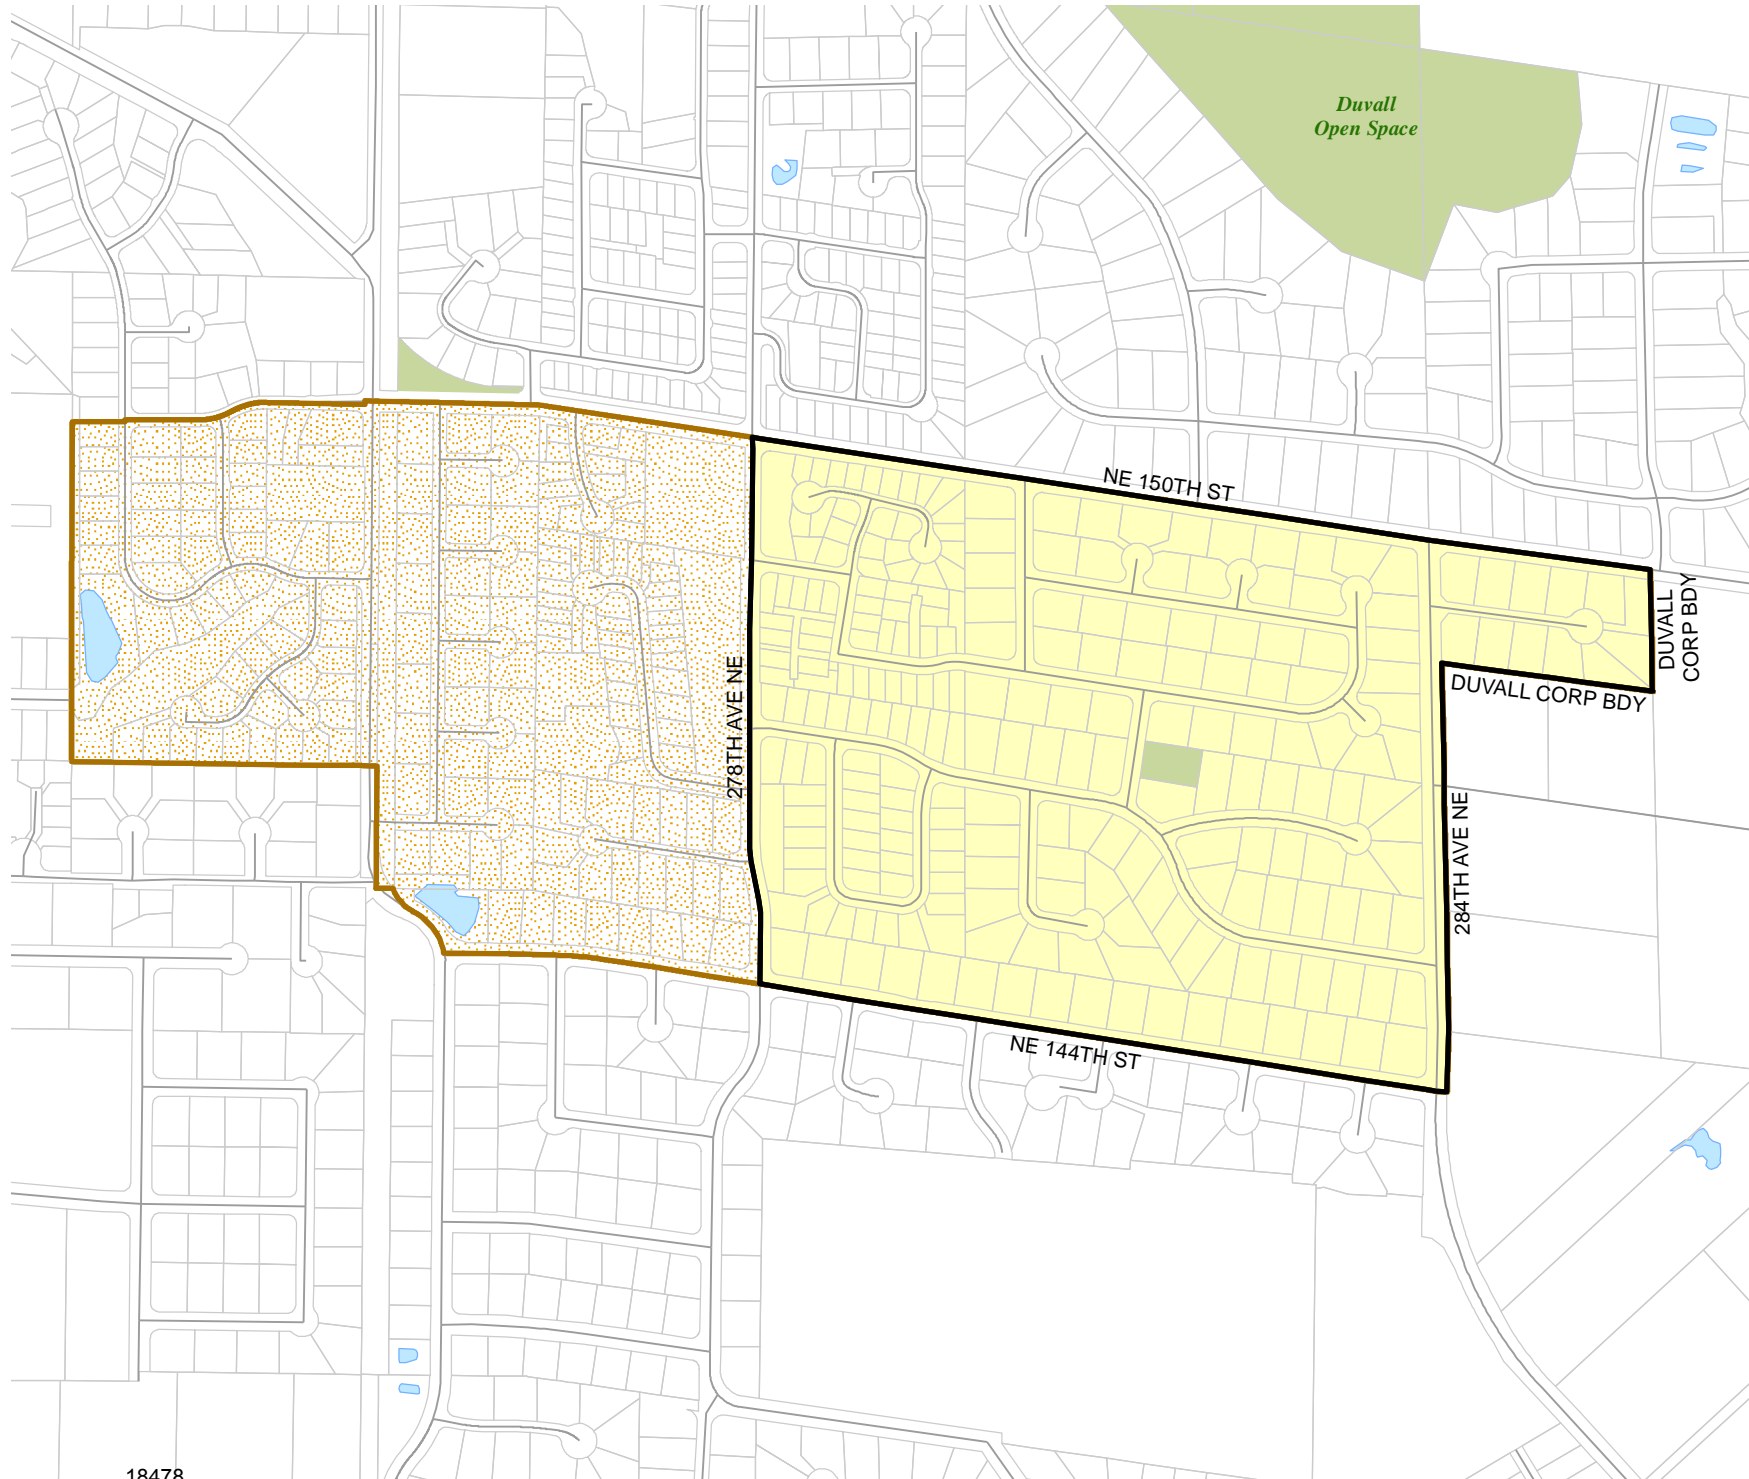 Duvall
Open Space
NE 150TH ST
DUVALL
CORP BDY
278TH AVE NE
DUVALL CORP BDY
284TH AVE NE
NE 144TH ST
18478